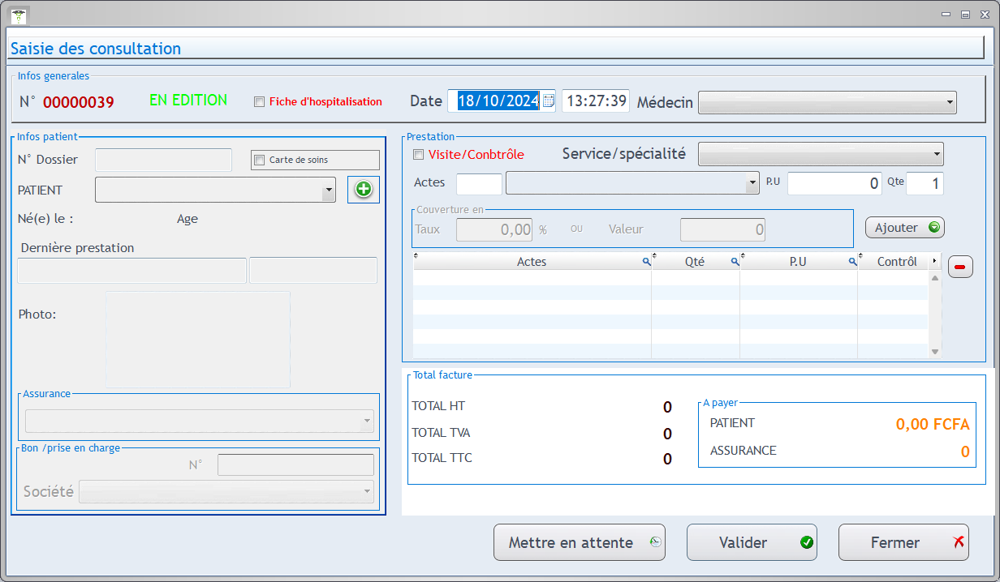 Saisie des consultation
Infos generales
N° 00000039 EN EDITION Fiche d'hospitalisation Date 18/10/2024 13:27:39 Médecin
Infos patient
N° Dossier Carte de soins
PATIENT
Né(e) le : Age
Dernière prestation
Photo:
Assurance
Bon /prise en charge
N°
Société
Prestation
Visite/Conbtrôle Service/spécialité
Actes P.U 0 Qte 1
Couverture en
Taux 0,00 % OU Valeur 0 Ajouter
Actes Qté P.U Contrôl
Total facture
TOTAL HT 0
TOTAL TVA 0
TOTAL TTC 0
A payer
PATIENT 0,00 FCFA
ASSURANCE 0
Mettre en attente Valider Fermer